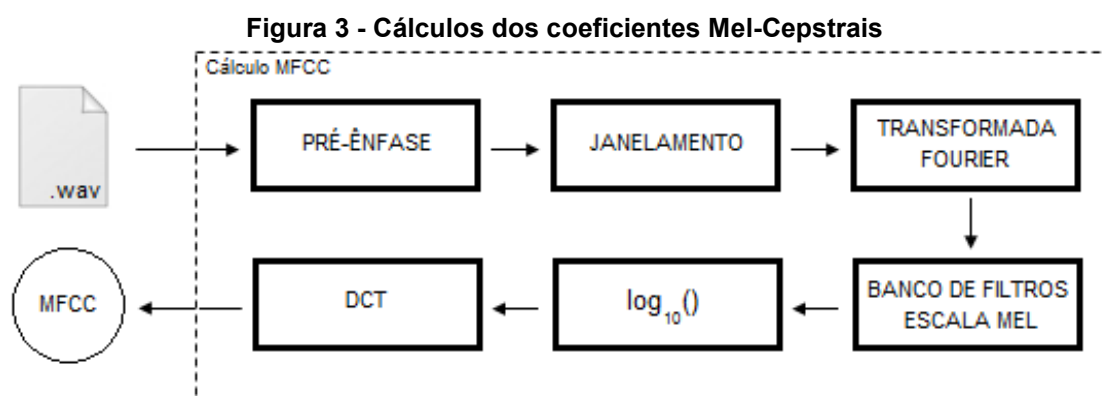 Figura 3 - Cálculos dos coeficientes Mel-Cepstrais
Cálculo MFCC
.wav
PRÉ-ÊNFASE
JANELAMENTO
TRANSFORMADA
FOURIER
BANCO DE FILTROS
ESCALA MEL
log₁₀()
DCT
MFCC